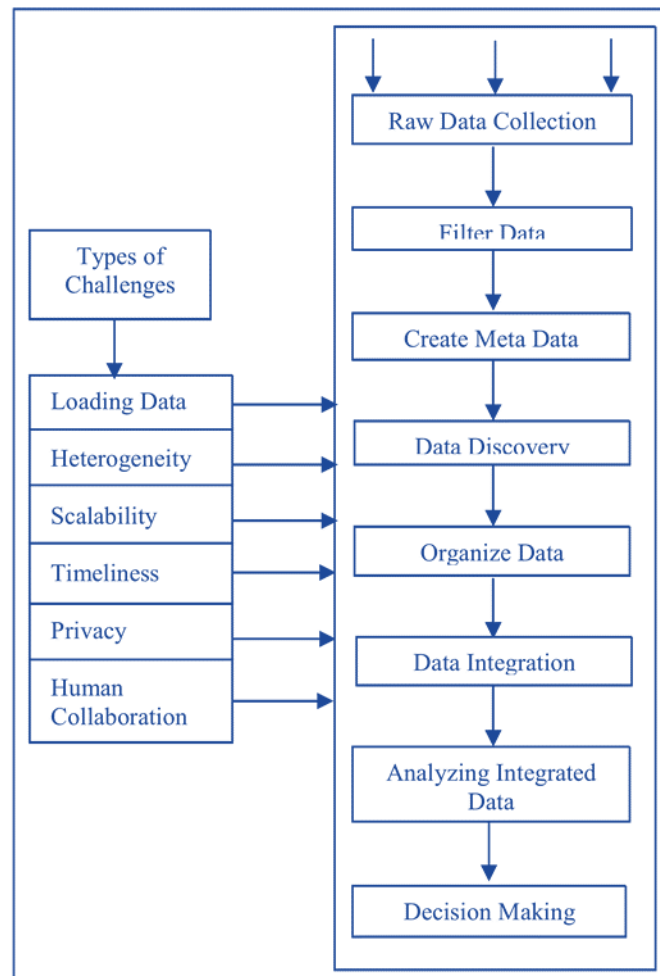 Types of
Challenges
Loading Data
Heterogeneity
Scalability
Timeliness
Privacy
Human
Collaboration
Raw Data Collection
Filter Data
Create Meta Data
Data Discovery
Organize Data
Data Integration
Analyzing Integrated
Data
Decision Making